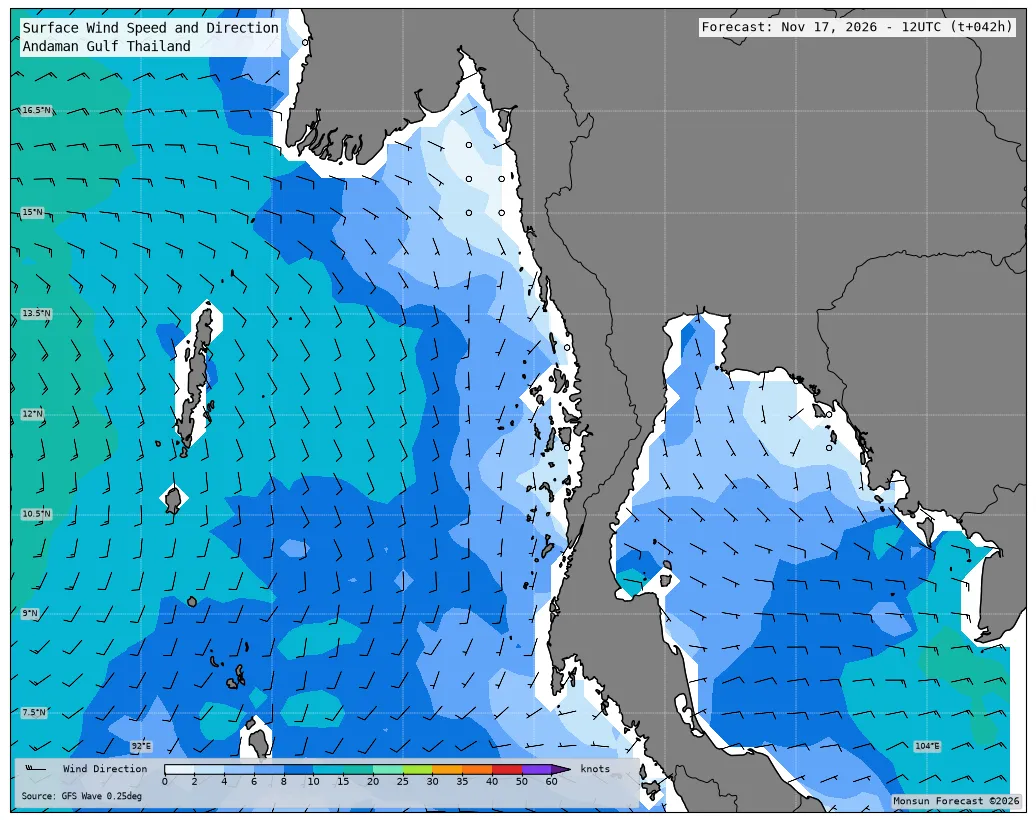 Surface Wind Speed and Direction
Andaman Gulf Thailand
Forecast: Nov 17, 2026 - 12UTC (t+042h)
16.5°N
15°N
13.5°N
12°N
10.5°N
9°N
7.5°N
92°E
104°E
Wind Direction
knots
0 2 4 6 8 10 15 20 25 30 35 40 50 60
Source: GFS Wave 0.25deg
Monsun Forecast ©2026